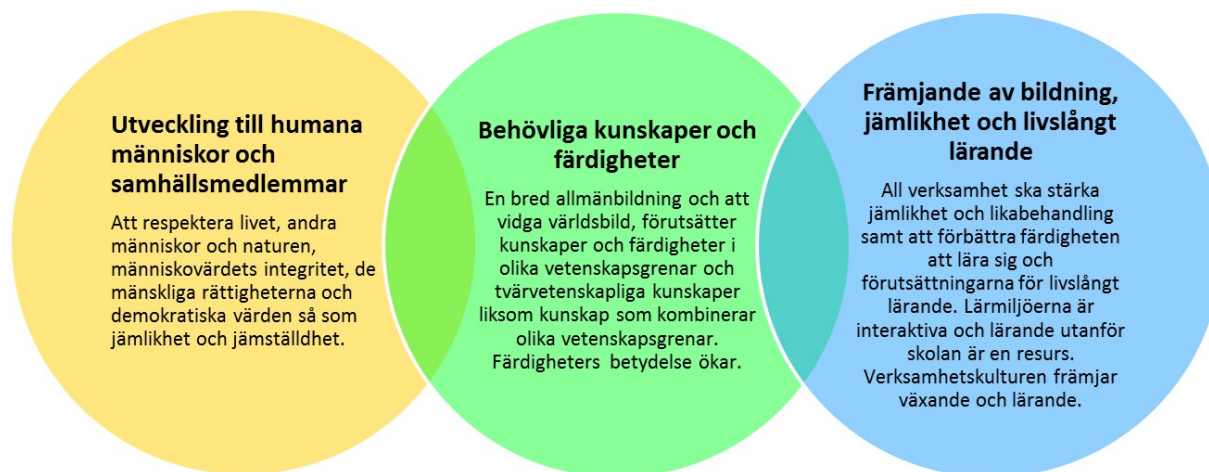 Utveckling till humana
människor och
samhällsmedlemmar
Att respektera livet, andra
människor och naturen,
människovärdets integritet, de
mänskliga rättigheterna och
demokratiska värden så som
jämlikhet och jämställdhet.
Behövliga kunskaper och
färdigheter
En bred allmänbildning och att
vidga världsbild, förutsätter
kunskaper och färdigheter i
olika vetenskapsgrenar och
tvärvetenskapliga kunskaper
liksom kunskap som kombinerar
olika vetenskapsgrenar.
Färdigheters betydelse ökar.
Främjande av bildning,
jämlikhet och livslångt
lärande
All verksamhet ska stärka
jämlikhet och likabehandling
samt att förbättra färdigheten
att lära sig och
förutsättningarna för livslångt
lärande. Lärmiljöerna är
interaktiva och lärande utanför
skolan är en resurs.
Verksamhetskulturen främjar
växande och lärande.